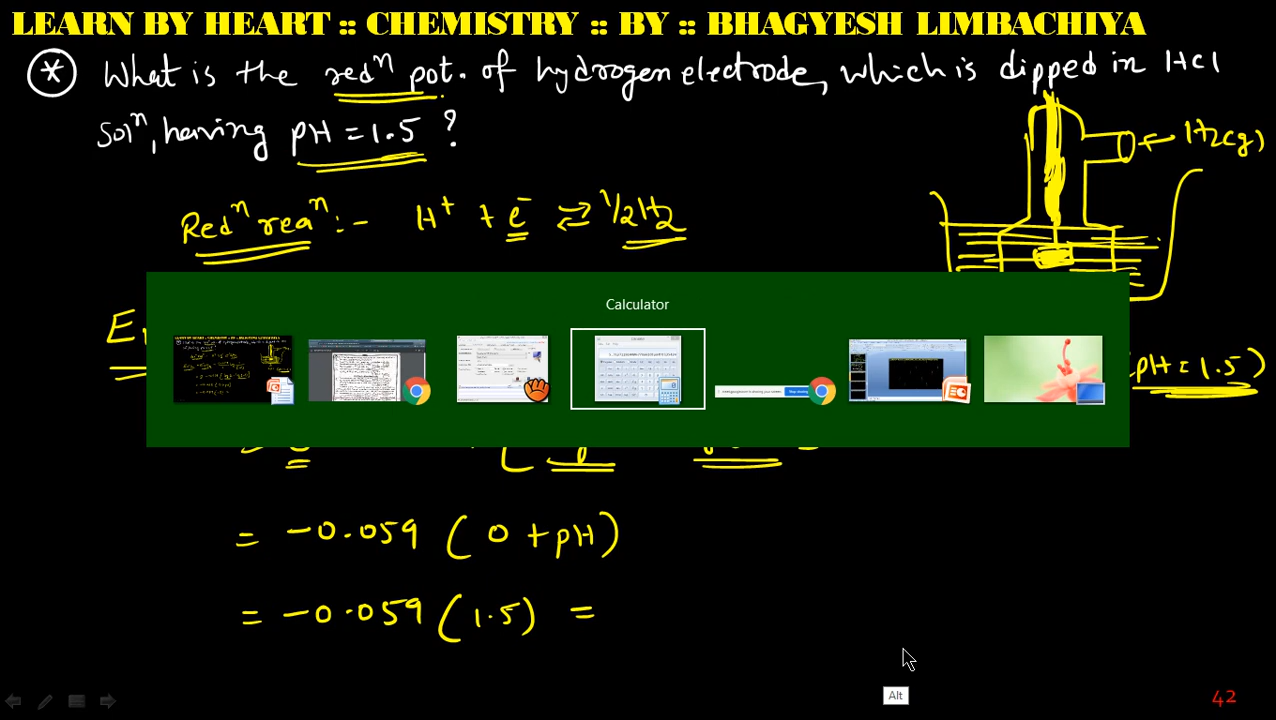 LEARN BY HEART :: CHEMISTRY :: BY :: BHAGYESH LIMBACHIYA
* What is the redⁿ pot. of hydrogen electrode, which is dipped in HCl
Solⁿ, having pH = 1.5 ?
H₂(g)
Redⁿ reaⁿ :- H⁺ + e⁻ ⇌ 1/2 H₂
Calculator
E
pH = 1.5)
= -0.059 ( 0 + pH)
= -0.059 (1.5) =
Alt
42